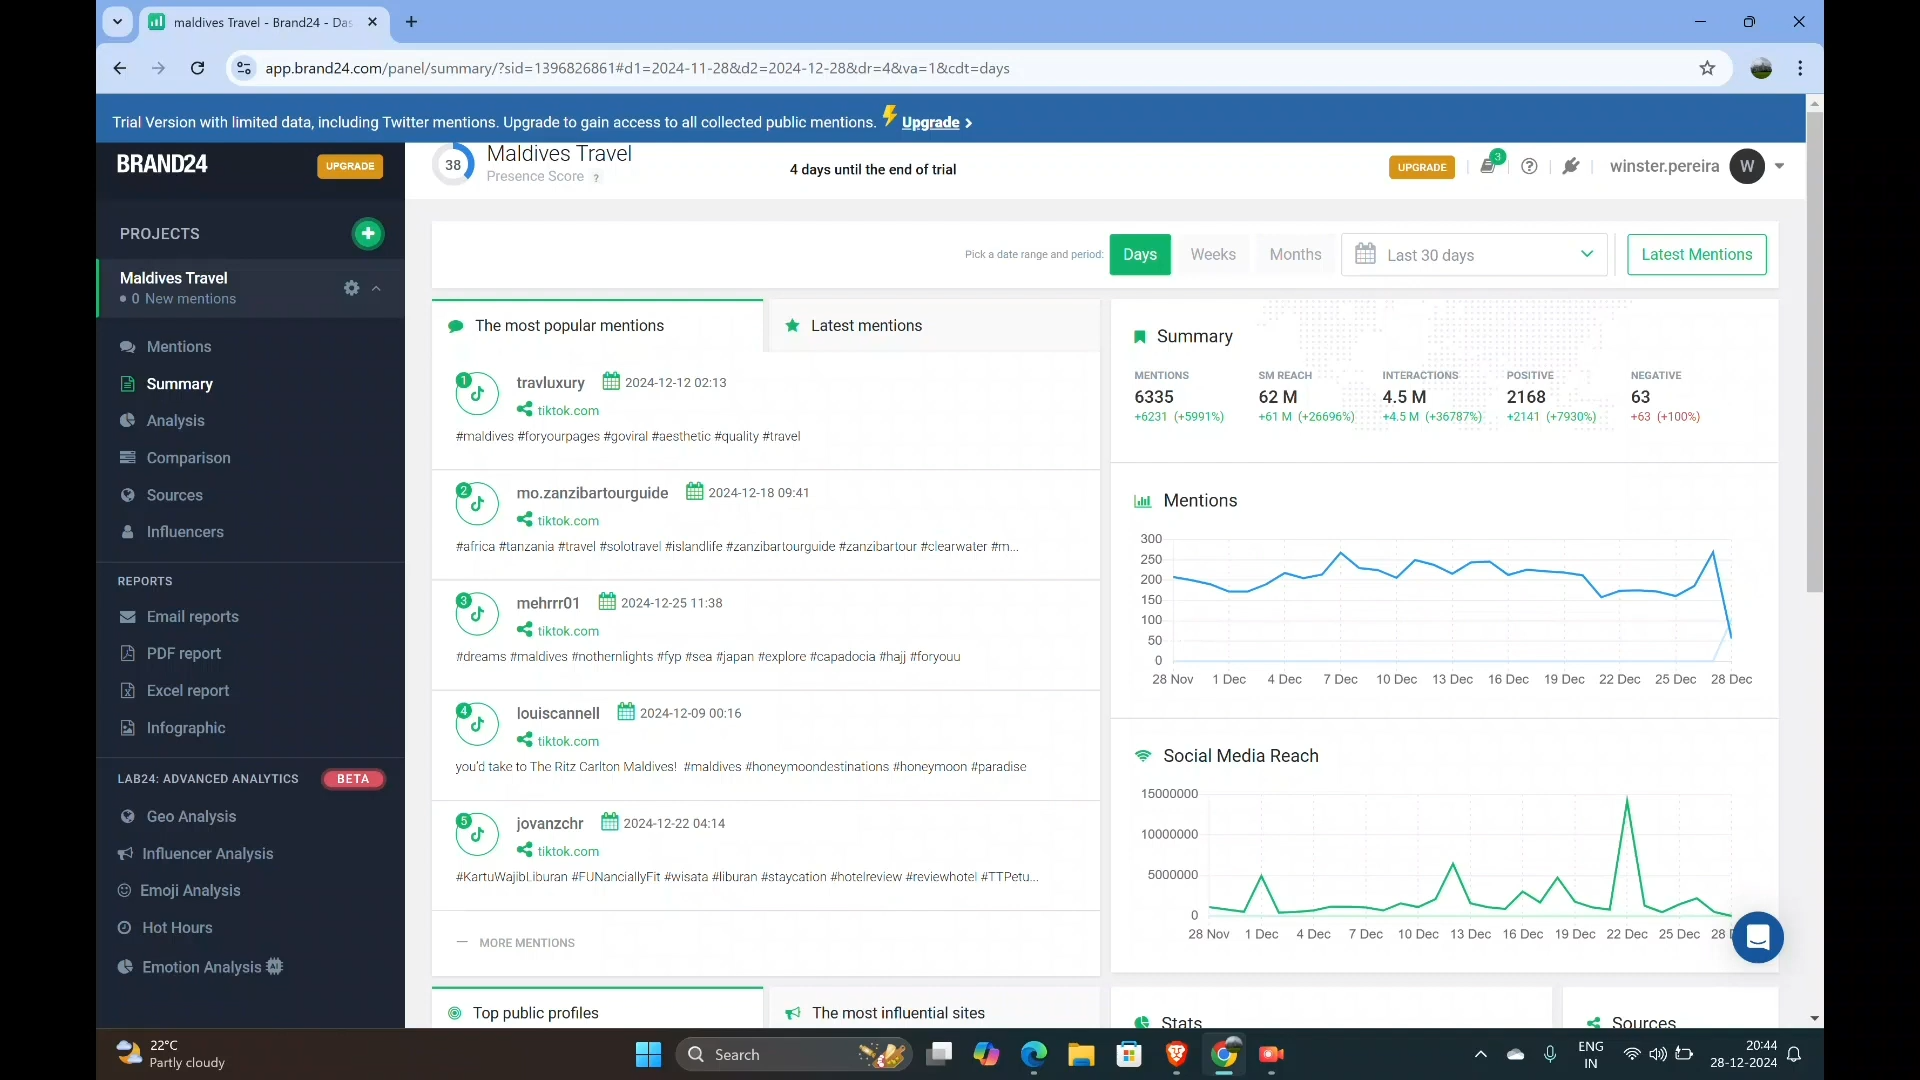 maldives Travel - Brand24 - Das
app.brand24.com/panel/summary/?sid=1396826861#d1=2024-11-28&d2=2024-12-28&dr=4&va=1&cdt=days
Trial Version with limited data, including Twitter mentions. Upgrade to gain access to all collected public mentions. Upgrade >
BRAND24
UPGRADE
38
Maldives Travel
Presence Score ?
4 days until the end of trial
UPGRADE
3
winster.pereira
W
PROJECTS
Maldives Travel
0 New mentions
Mentions
Summary
Analysis
Comparison
Sources
Influencers
REPORTS
Email reports
PDF report
Excel report
Infographic
LAB24: ADVANCED ANALYTICS
BETA
Geo Analysis
Influencer Analysis
Emoji Analysis
Hot Hours
Emotion Analysis AI
Pick a date range and period:
Days
Weeks
Months
Last 30 days
Latest Mentions
The most popular mentions
Latest mentions
1
travluxury 2024-12-12 02:13
tiktok.com
#maldives #foryourpages #goviral #aesthetic #quality #travel
2
mo.zanzibartourguide 2024-12-18 09:41
tiktok.com
#africa #tanzania #travel #solotravel #islandlife #zanzibartourguide #zanzibartour #clearwater #m...
3
mehrrr01 2024-12-25 11:38
tiktok.com
#dreams #maldives #nothernlights #fyp #sea #japan #explore #capadocia #hajj #foryouu
4
louiscannell 2024-12-09 00:16
tiktok.com
you'd take to The Ritz Carlton Maldives! #maldives #honeymoondestinations #honeymoon #paradise
5
jovanzchr 2024-12-22 04:14
tiktok.com
#KartuWajibLiburan #FUNanciallyFit #wisata #liburan #staycation #hotelreview #reviewhotel #TTPetu...
MORE MENTIONS
Top public profiles
The most influential sites
Summary
MENTIONS SM REACH INTERACTIONS POSITIVE NEGATIVE
6335 62 M 4.5 M 2168 63
+6231 (+5991%) +61 M (+26696%) +4.5 M (+36787%) +2141 (+7930%) +63 (+100%)
Mentions
300
250
200
150
100
50
0
28 Nov 1 Dec 4 Dec 7 Dec 10 Dec 13 Dec 16 Dec 19 Dec 22 Dec 25 Dec 28 Dec
Social Media Reach
15000000
10000000
5000000
0
28 Nov 1 Dec 4 Dec 7 Dec 10 Dec 13 Dec 16 Dec 19 Dec 22 Dec 25 Dec 28 D
Stats
Sources
22°C
Partly cloudy
Search
ENG
IN
20:44
28-12-2024